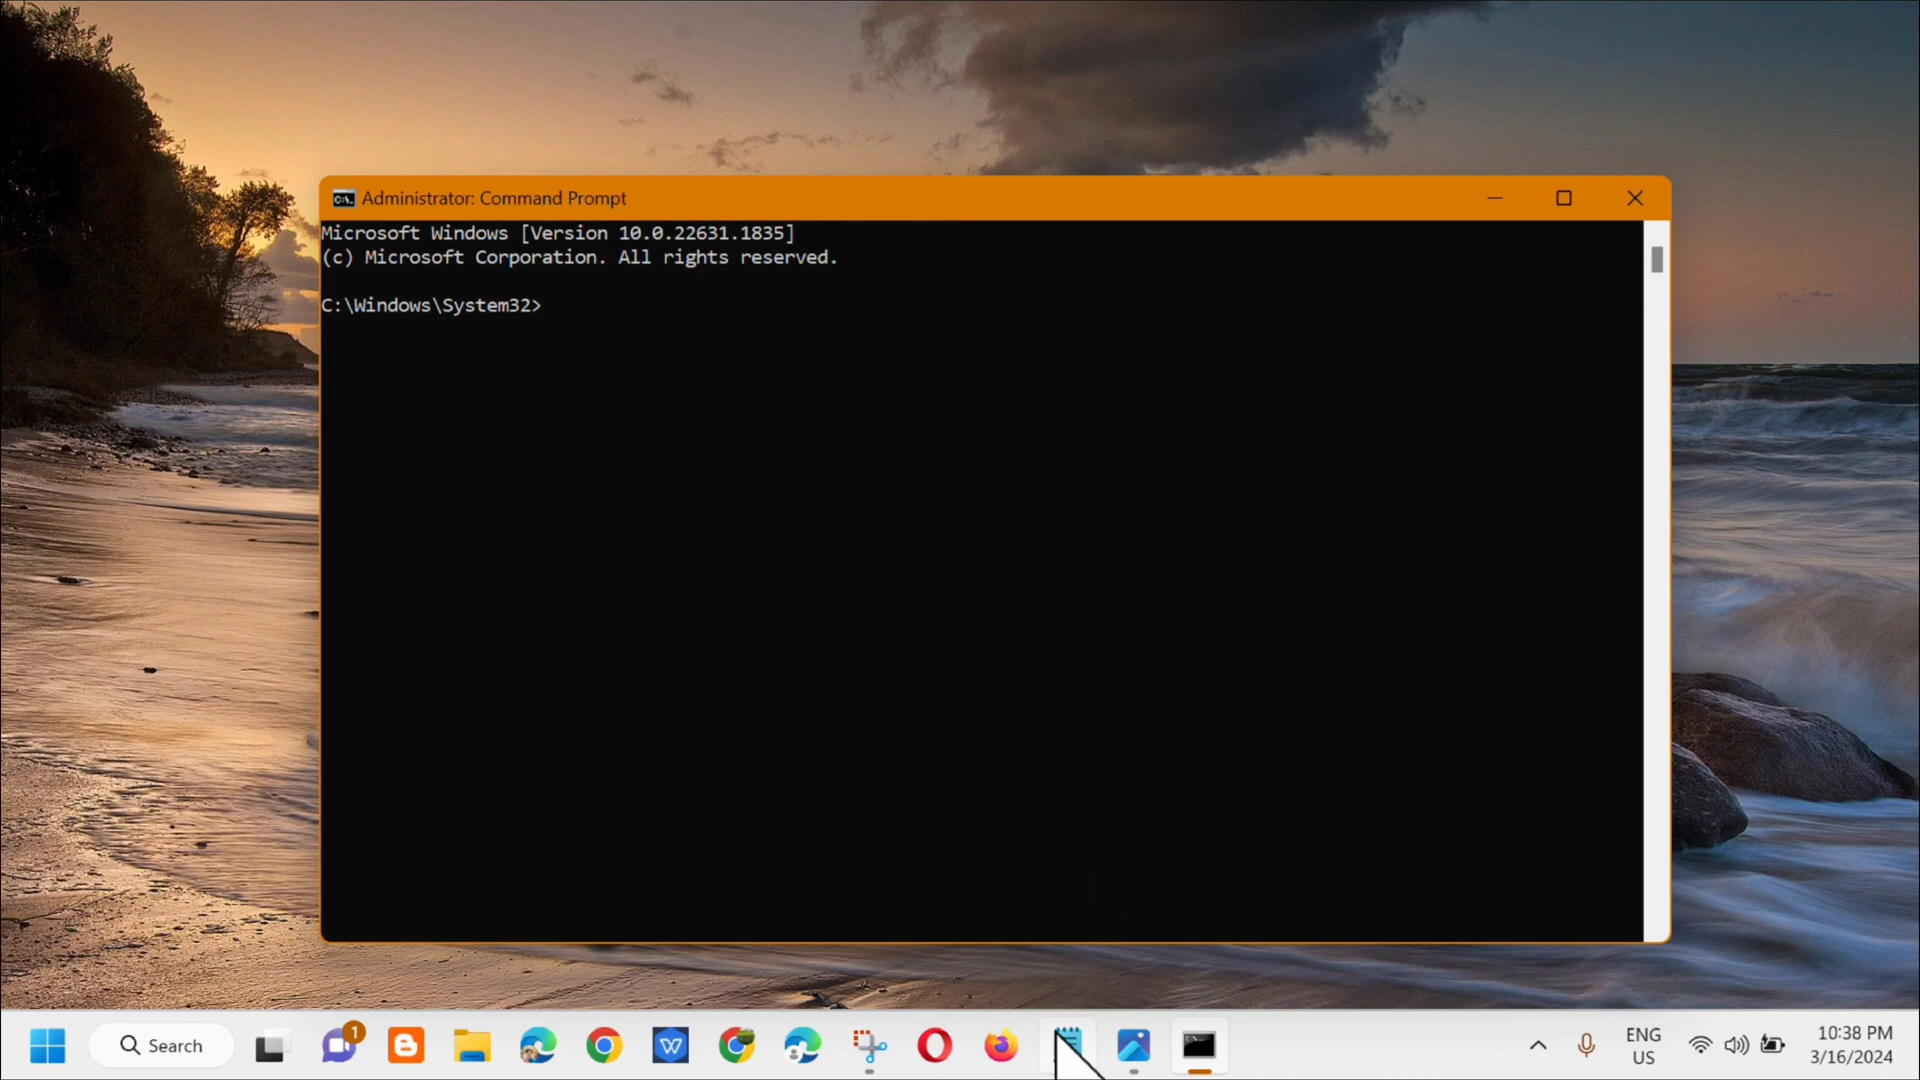 Administrator: Command Prompt
Microsoft Windows [Version 10.0.22631.1835]
(c) Microsoft Corporation. All rights reserved.
C:\Windows\System32>
Search
1
ENG
US
10:38 PM
3/16/2024